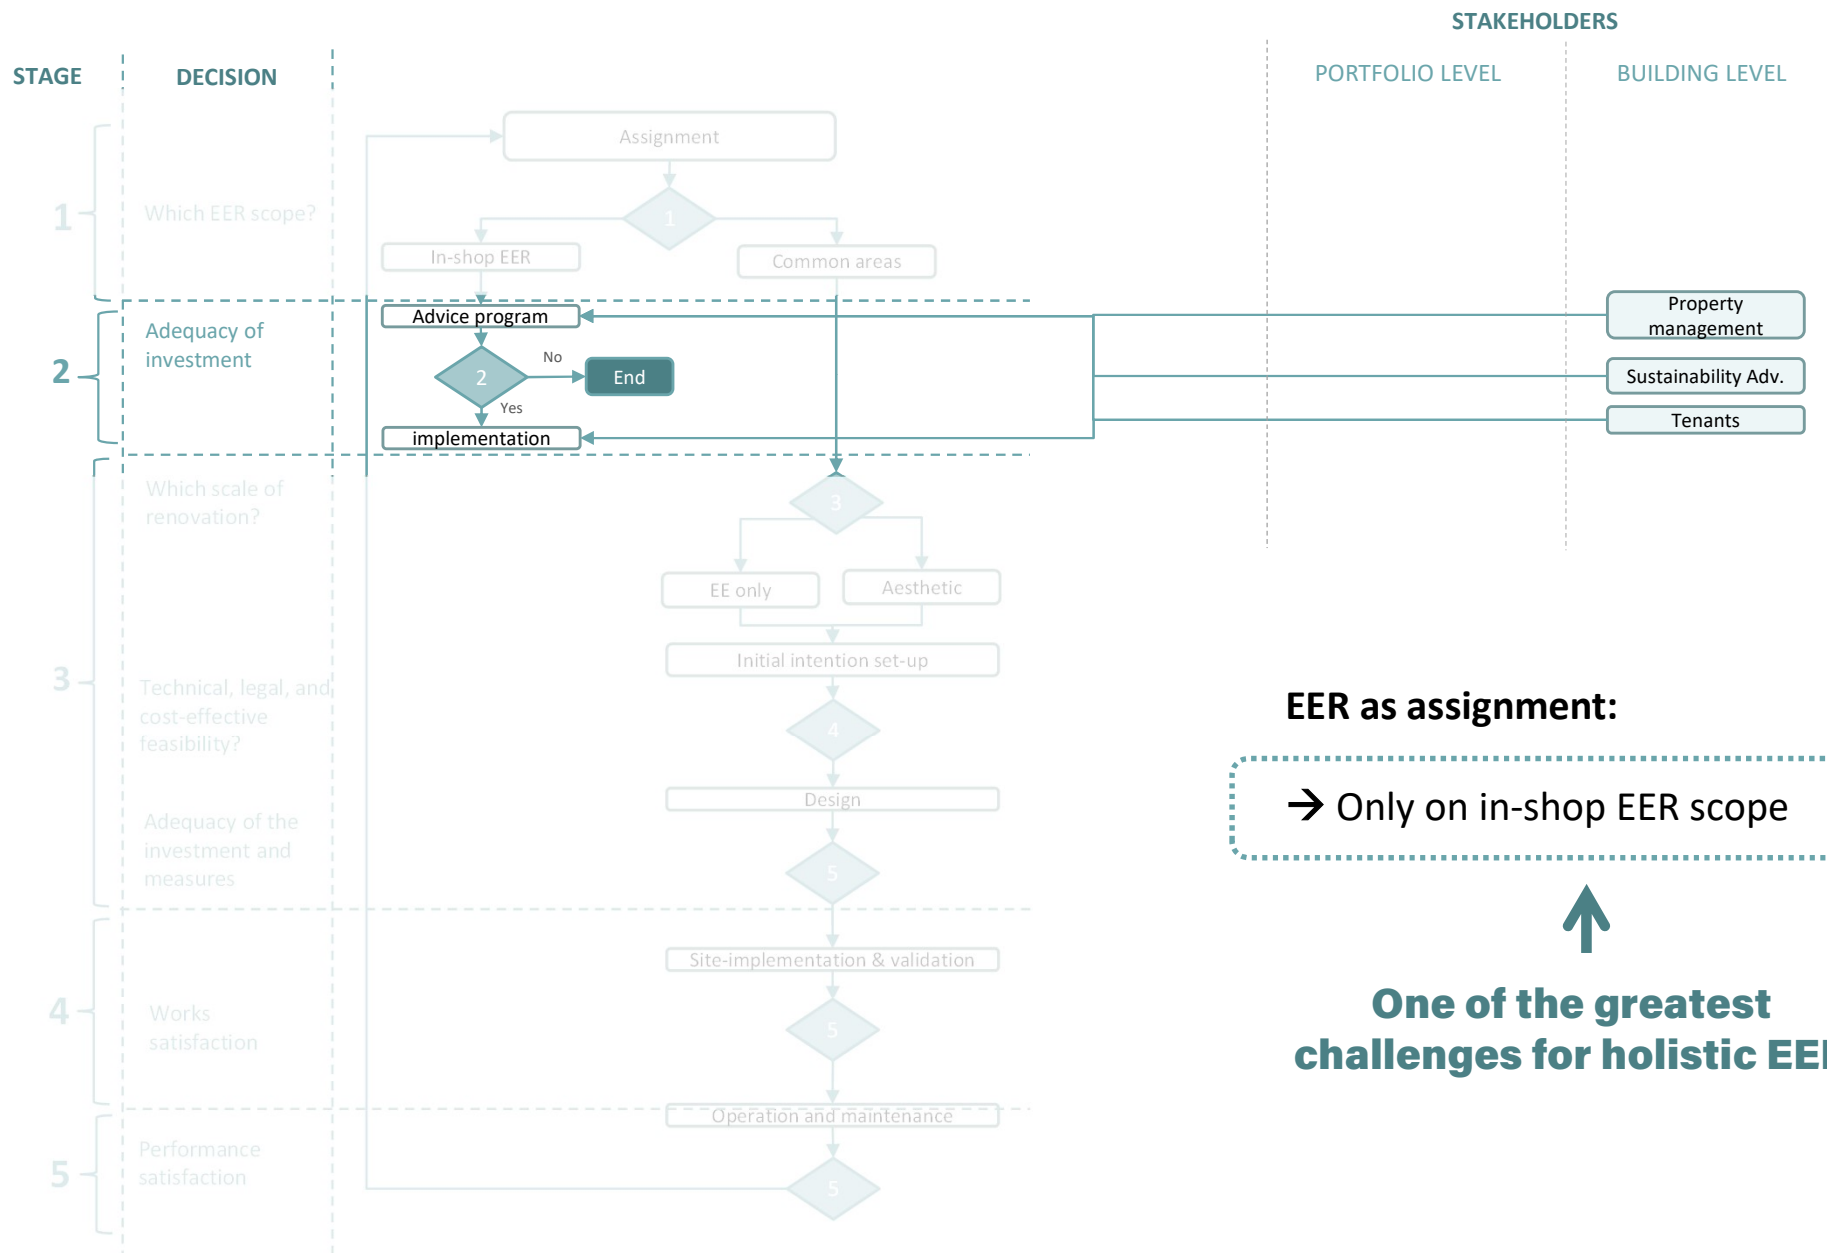 STAKEHOLDERS
STAGE
DECISION
PORTFOLIO LEVEL
BUILDING LEVEL
Assignment
1
Which EER scope?
1
In-shop EER
Common areas
Advice program
Property
management
2
Adequacy of
investment
2
No
End
Sustainability Adv.
Yes
implementation
Tenants
Which scale of
renovation?
3
EE only
Aesthetic
Initial intention set-up
3
Technical, legal, and
cost-effective
feasibility?
4
Design
Adequacy of the
investment and
measures
5
EER as assignment:
→ Only on in-shop EER scope
One of the greatest
challenges for holistic
Site-implementation & validation
4
Works
satisfaction
5
Operation and maintenance
5
Performance
satisfaction
5